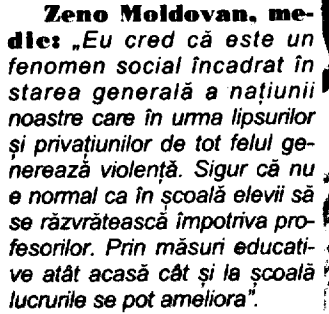 Zeno Moldovan, me-
dic: „Eu cred că este un
fenomen social încadrat în
starea generală a națiunii
noastre care în urma lipsurilor
și privațiunilor de tot felul ge-
nerează violență. Sigur că nu
e normal ca în școală elevii să
se răzvrătească împotriva pro-
fesorilor. Prin măsuri educati-
ve atât acasă cât și la școală
lucrurile se pot ameliora”.